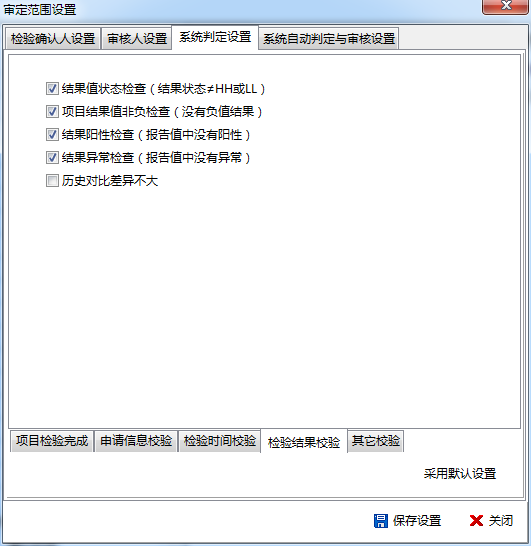 审定范围设置
检验确认人设置 审核人设置 系统判定设置 系统自动判定与审核设置
结果值状态检查（结果状态≠HH或LL）
项目结果值非负检查（没有负值结果）
结果阳性检查（报告值中没有阳性）
结果异常检查（报告值中没有异常）
历史对比差异不大
项目检验完成 申请信息校验 检验时间校验 检验结果校验 其它校验
采用默认设置
保存设置 关闭